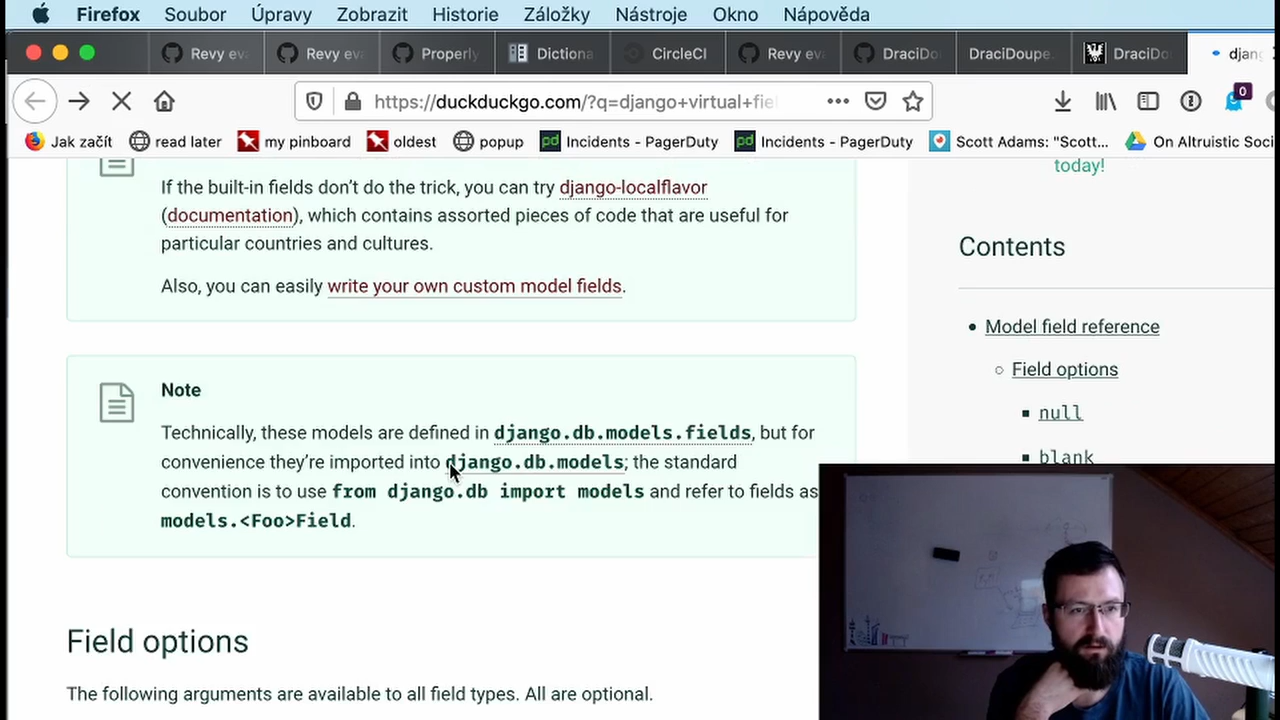 Firefox Soubor Úpravy Zobrazit Historie Záložky Nástroje Okno Nápověda
Revy eva Revy eva Properly Dictiona CircleCI Revy eva DraciDo DraciDoupe. DraciDo djang
https://duckduckgo.com/?q=django+virtual+fie 0
Jak začít read later my pinboard oldest popup Incidents - PagerDuty Incidents - PagerDuty Scott Adams: "Scott... On Altruistic Soci
today!
If the built-in fields don't do the trick, you can try django-localflavor
(documentation), which contains assorted pieces of code that are useful for
particular countries and cultures.
Also, you can easily write your own custom model fields.
Note
Technically, these models are defined in django.db.models.fields, but for
convenience they're imported into django.db.models; the standard
convention is to use from django.db import models and refer to fields as
models.<Foo>Field.
Field options
The following arguments are available to all field types. All are optional.
Contents
Model field reference
Field options
null
blank